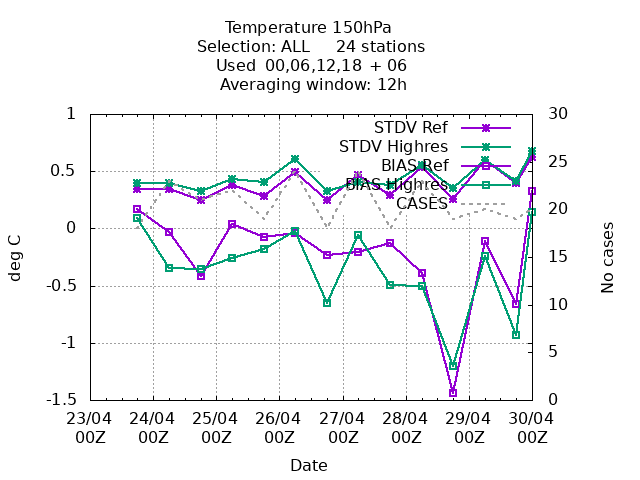 Temperature 150hPa
Selection: ALL 24 stations
Used 00,06,12,18 + 06
Averaging window: 12h
STDV Ref
STDV Highres
BIAS Ref
BIAS Highres
CASES
1
0.5
0
-0.5
-1
-1.5
deg C
30
25
20
15
10
5
0
No cases
23/04 24/04 25/04 26/04 27/04 28/04 29/04 30/04
00Z 00Z 00Z 00Z 00Z 00Z 00Z 00Z
Date